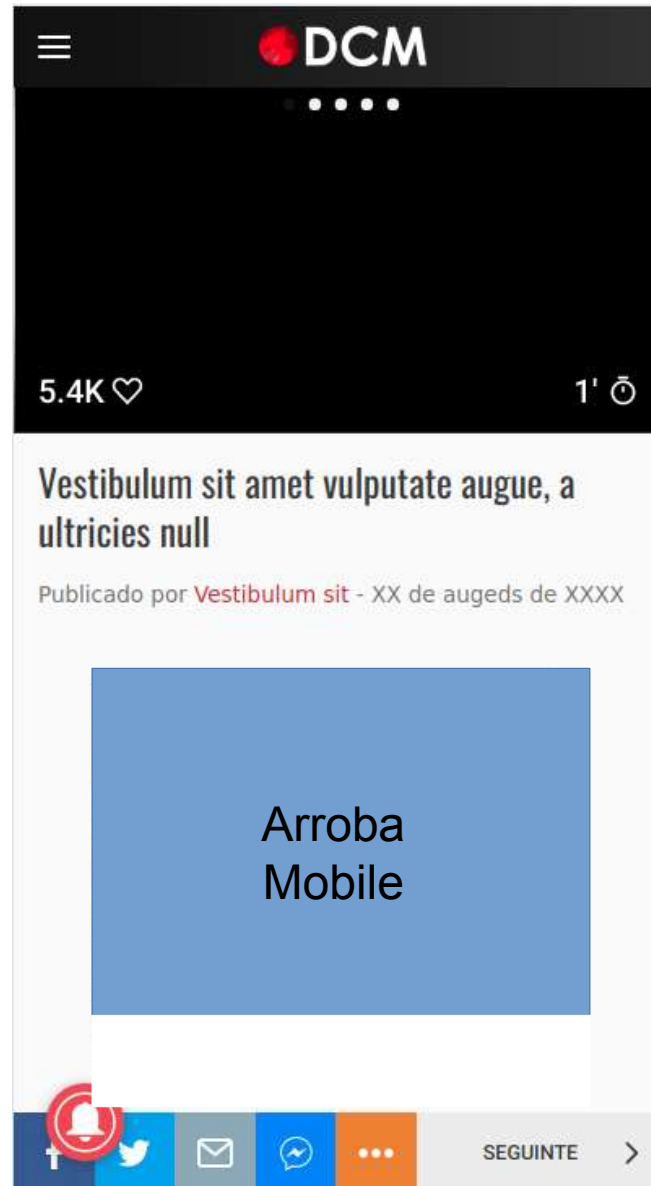 DCM
5.4K
1'
Vestibulum sit amet vulputate augue, a
ultricies null
Publicado por Vestibulum sit - XX de augeds de XXXX
Arroba
Mobile
SEGUINTE